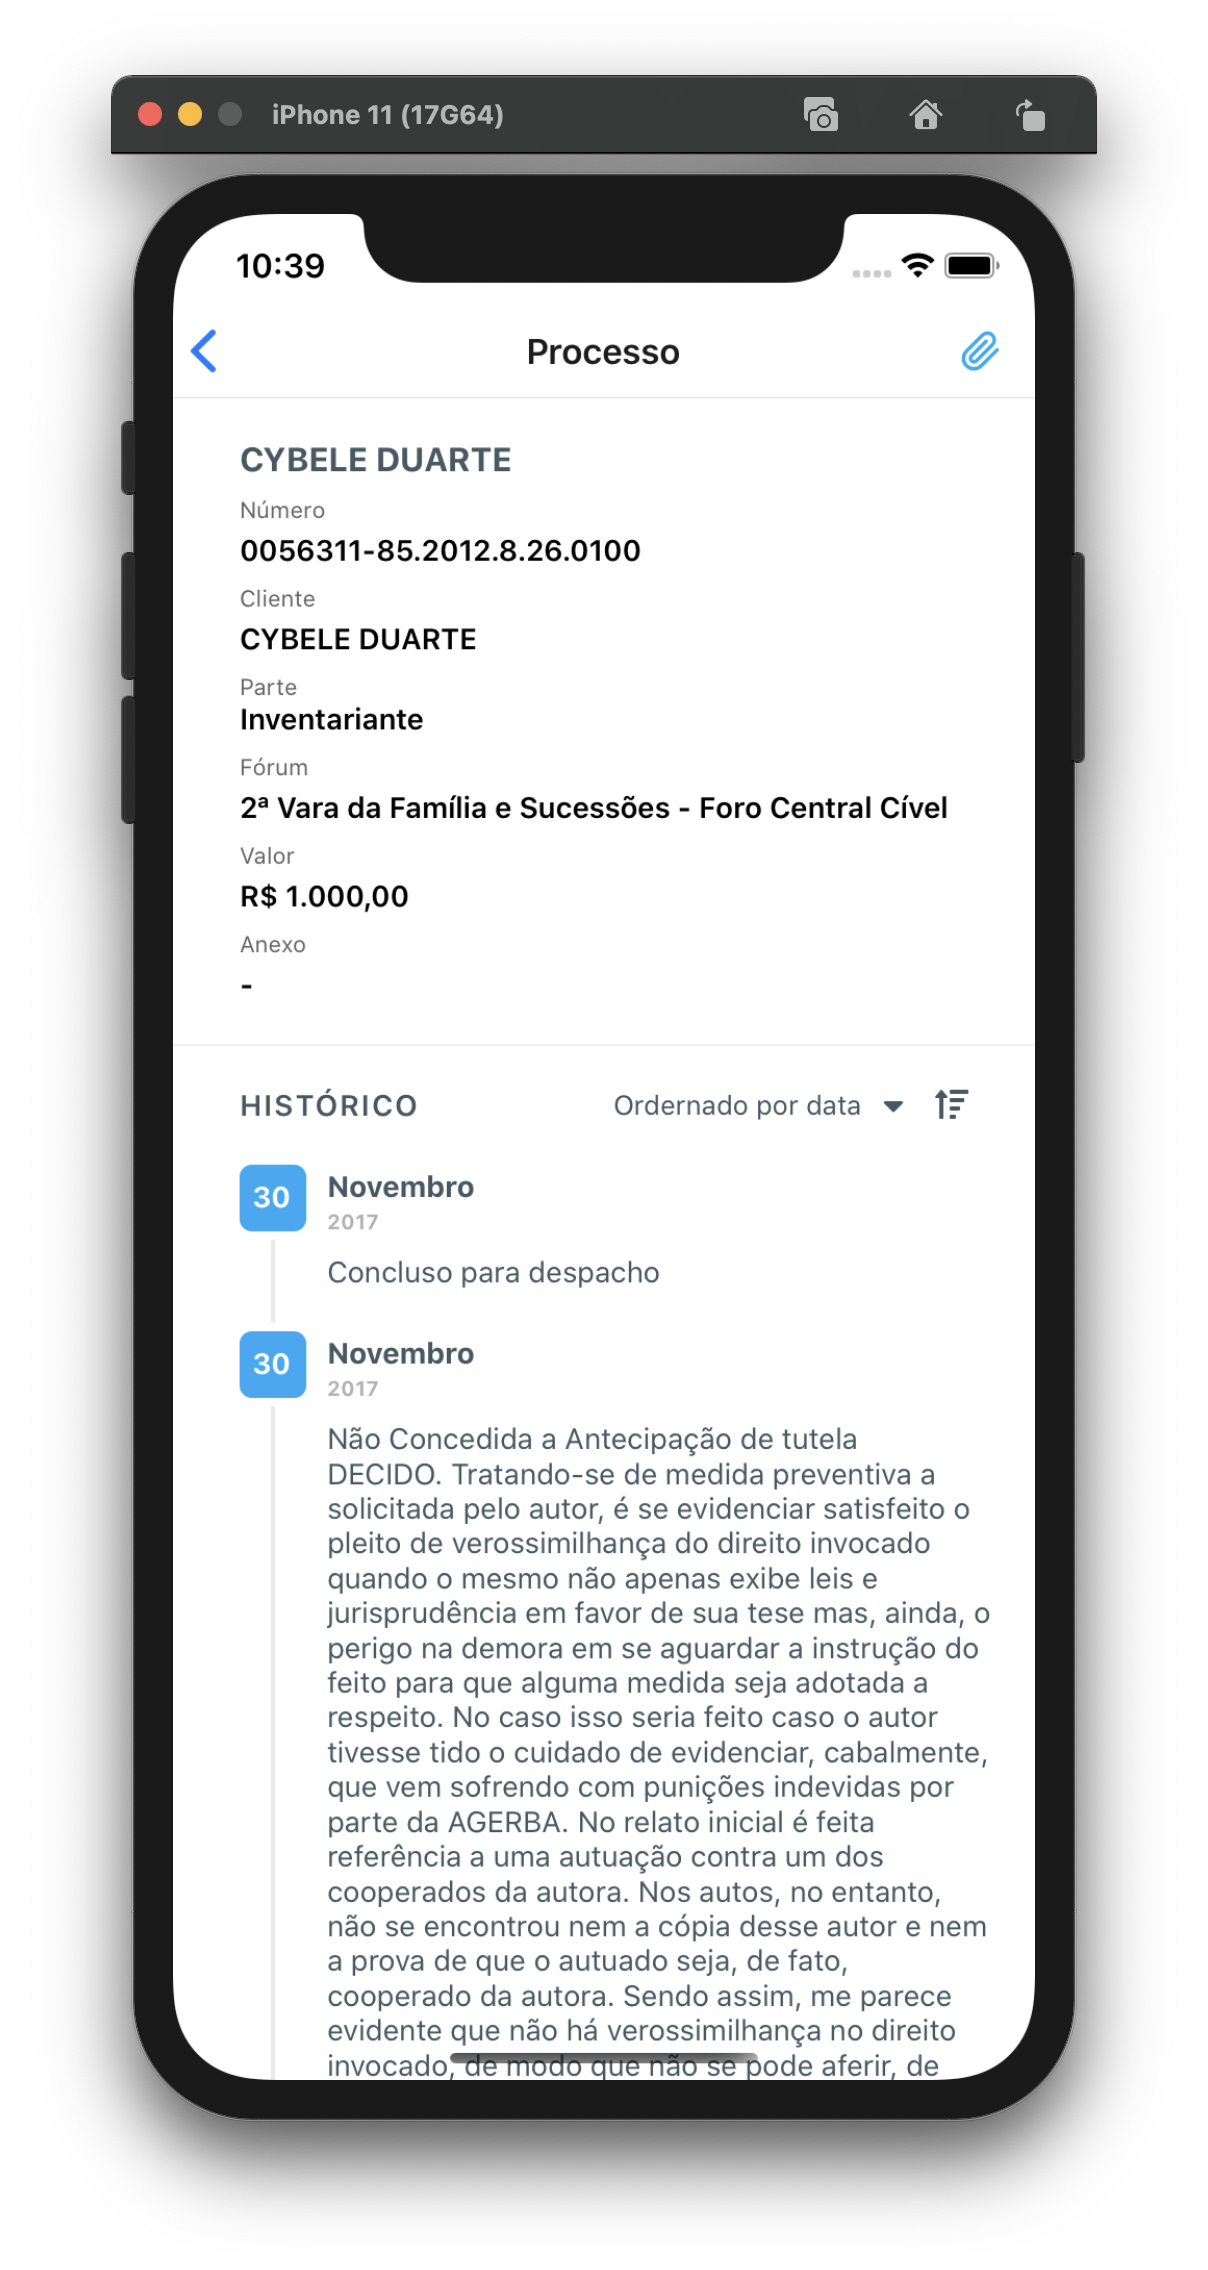 iPhone 11 (17G64)
10:39
Processo
CYBELE DUARTE
Número
0056311-85.2012.8.26.0100
Cliente
CYBELE DUARTE
Parte
Inventariante
Fórum
2ª Vara da Família e Sucessões - Foro Central Cível
Valor
R$ 1.000,00
Anexo
-
HISTÓRICO
Ordernado por data
30
Novembro
2017
Concluso para despacho
30
Novembro
2017
Não Concedida a Antecipação de tutela
DECIDO. Tratando-se de medida preventiva a
solicitada pelo autor, é se evidenciar satisfeito o
pleito de verossimilhança do direito invocado
quando o mesmo não apenas exibe leis e
jurisprudência em favor de sua tese mas, ainda, o
perigo na demora em se aguardar a instrução do
feito para que alguma medida seja adotada a
respeito. No caso isso seria feito caso o autor
tivesse tido o cuidado de evidenciar, cabalmente,
que vem sofrendo com punições indevidas por
parte da AGERBA. No relato inicial é feita
referência a uma autuação contra um dos
cooperados da autora. Nos autos, no entanto,
não se encontrou nem a cópia desse autor e nem
a prova de que o autuado seja, de fato,
cooperado da autora. Sendo assim, me parece
evidente que não há verossimilhança no direito
invocado, de modo que não se pode aferir, de